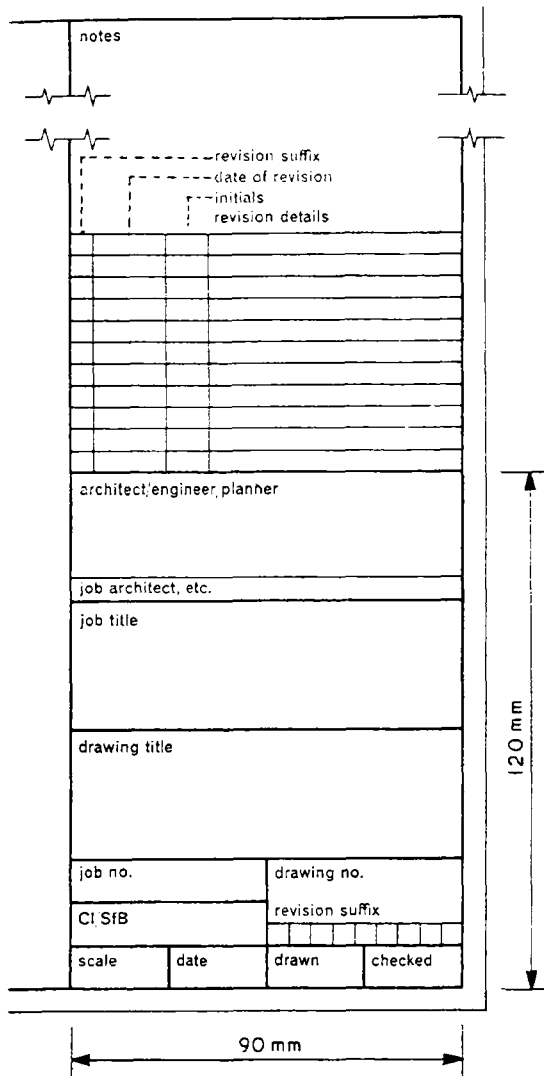 notes
revision suffix
date of revision
initials
revision details
architect/engineer/planner
job architect, etc.
job title
drawing title
120 mm
job no.
drawing no.
CI/SfB
revision suffix
scale
date
drawn
checked
90 mm